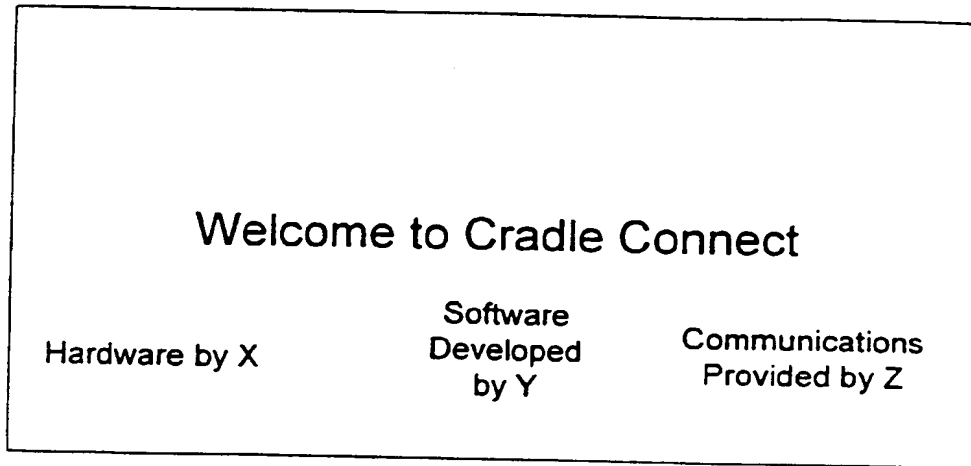 Welcome to Cradle Connect
Hardware by X
Software
Developed
by Y
Communications
Provided by Z